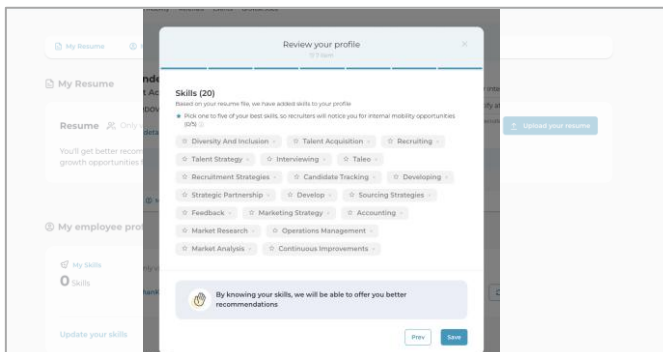 My Resume
Review your profile
My Resume
Skills (20)
Based on your resume file, we have added skills to your profile
Pick one to five of your best skills, so recruiters will notice you for internal mobility opportunities
(0/5)
Resume
Upload your resume
Diversity And Inclusion
Talent Acquisition
Recruiting
You'll get better recom
growth opportunities f
Talent Strategy
Interviewing
Taleo
Recruitment Strategies
Candidate Tracking
Developing
Strategic Partnership
Develop
Sourcing Strategies
Feedback
Marketing Strategy
Accounting
My employee prof
Market Research
Operations Management
Market Analysis
Continuous Improvements
My Skills
0 Skills
By knowing your skills, we will be able to offer you better
recommendations
Update your skills
Prev
Save